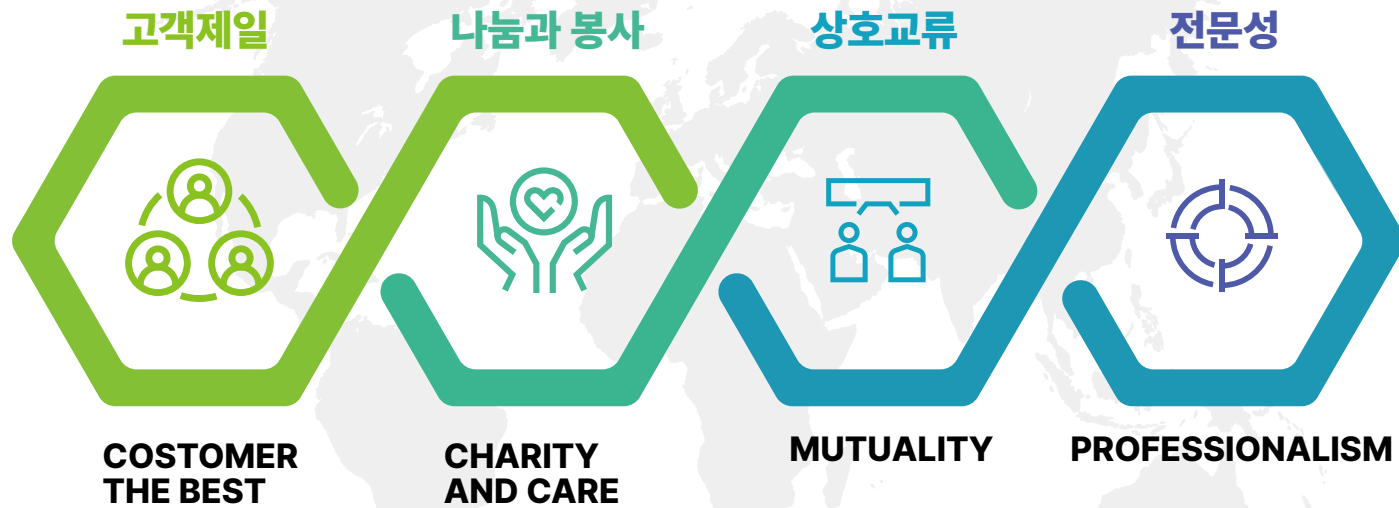 고객제일
나눔과 봉사
상호교류
전문성
COSTOMER
THE BEST
CHARITY
AND CARE
MUTUALITY
PROFESSIONALISM